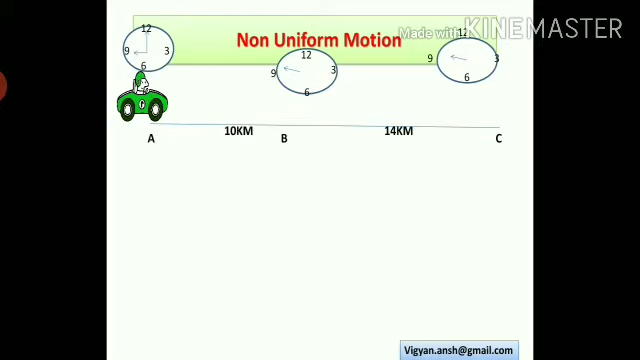 Made with KINEMASTER
Non Uniform Motion
12
9 3
6
12
9 3
6
12
9 3
6
10KM 14KM
A B C
Vigyan.ansh@gmail.com